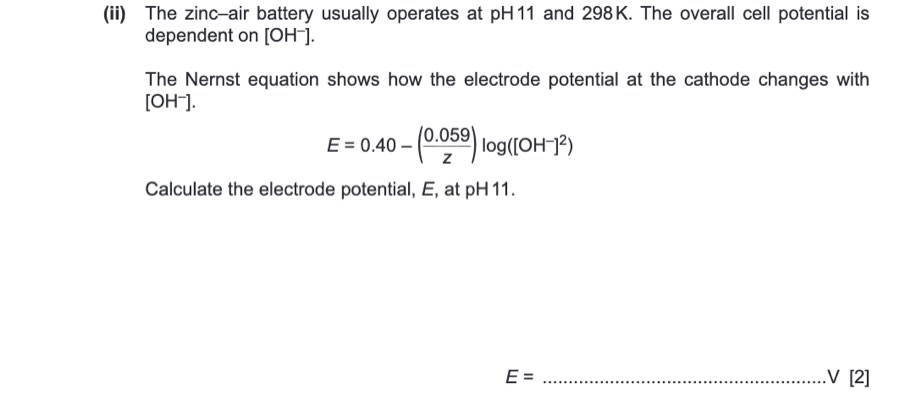 (ii) The zinc–air battery usually operates at pH 11 and 298 K. The overall cell potential is
dependent on [OH⁻].
The Nernst equation shows how the electrode potential at the cathode changes with
[OH⁻].
E = 0.40 – (0.059/z) log([OH⁻]²)
Calculate the electrode potential, E, at pH 11.
E = ........................................................V [2]